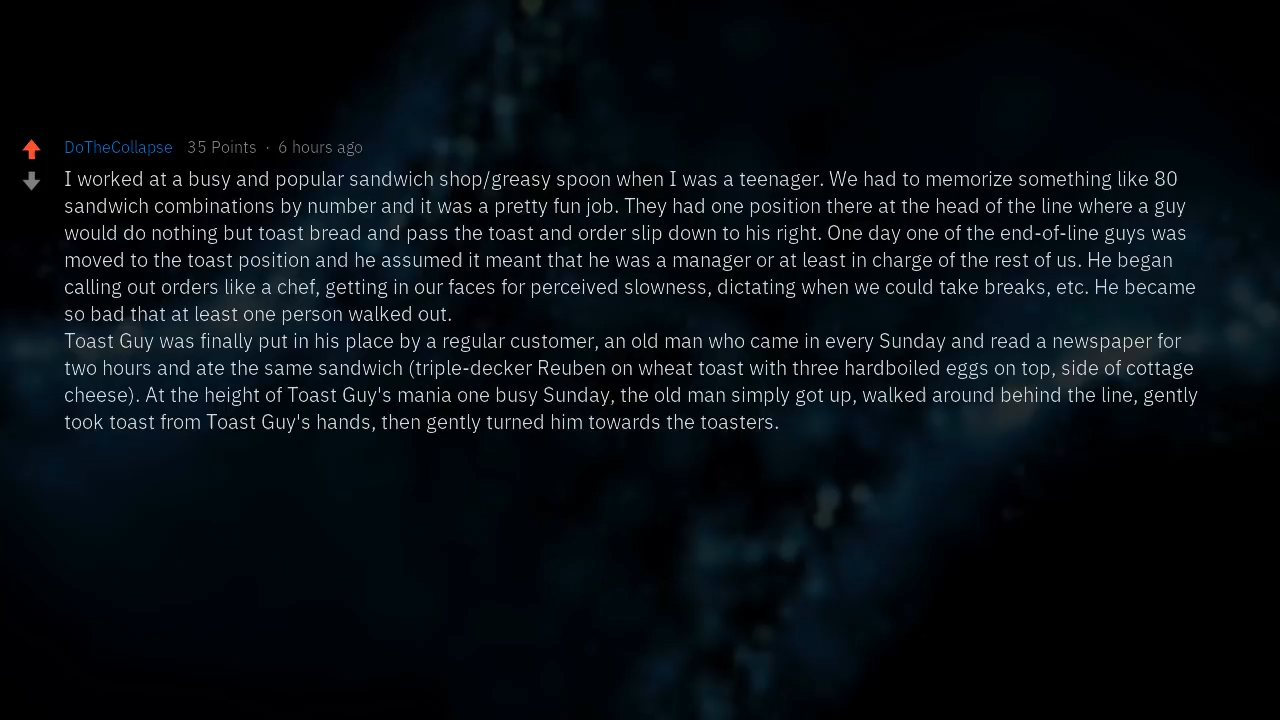 DoTheCollapse 35 Points · 6 hours ago
I worked at a busy and popular sandwich shop/greasy spoon when I was a teenager. We had to memorize something like 80
sandwich combinations by number and it was a pretty fun job. They had one position there at the head of the line where a guy
would do nothing but toast bread and pass the toast and order slip down to his right. One day one of the end-of-line guys was
moved to the toast position and he assumed it meant that he was a manager or at least in charge of the rest of us. He began
calling out orders like a chef, getting in our faces for perceived slowness, dictating when we could take breaks, etc. He became
so bad that at least one person walked out.
Toast Guy was finally put in his place by a regular customer, an old man who came in every Sunday and read a newspaper for
two hours and ate the same sandwich (triple-decker Reuben on wheat toast with three hardboiled eggs on top, side of cottage
cheese). At the height of Toast Guy's mania one busy Sunday, the old man simply got up, walked around behind the line, gently
took toast from Toast Guy's hands, then gently turned him towards the toasters.